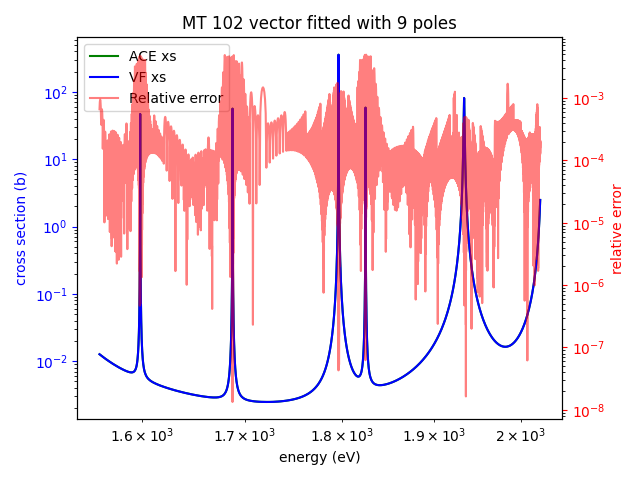 MT 102 vector fitted with 9 poles
ACE xs
VF xs
Relative error
10²
10¹
10⁰
10⁻¹
10⁻²
cross section (b)
10⁻³
10⁻⁴
10⁻⁵
10⁻⁶
10⁻⁷
10⁻⁸
relative error
1.6 × 10³
1.7 × 10³
1.8 × 10³
1.9 × 10³
2 × 10³
energy (eV)